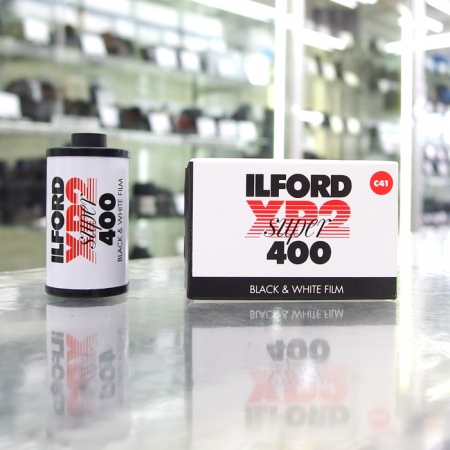 ILFORD
XP2
super
400
BLACK & WHITE FILM
ILFORD
XP2
super
400
C41
BLACK & WHITE FILM